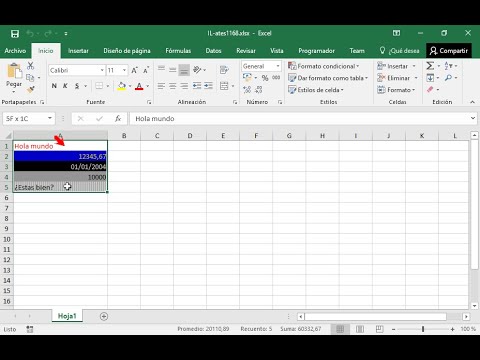 IL-ates1168.xlsx - Excel
Archivo Inicio Insertar Diseño de página Fórmulas Datos Revisar Vista Programador Team ¿Qué desea Compartir
Calibri 11 General Formato condicional Insertar
Pegar Dar formato como tabla Eliminar
N K S Estilos de celda Formato
Portapapeles Fuente Alineación Número Estilos Celdas Modificar
5F x 1C fx Hola mundo
A B C D E F G H I J K L
1 Hola mundo
2 12345,67
3 01/01/2004
4 10000
5 ¿Estas bien?
6
7
8
9
10
11
12
13
14
15
16
Hoja1
Listo Promedio: 20110,89 Recuento: 5 Suma: 60332,67 100 %